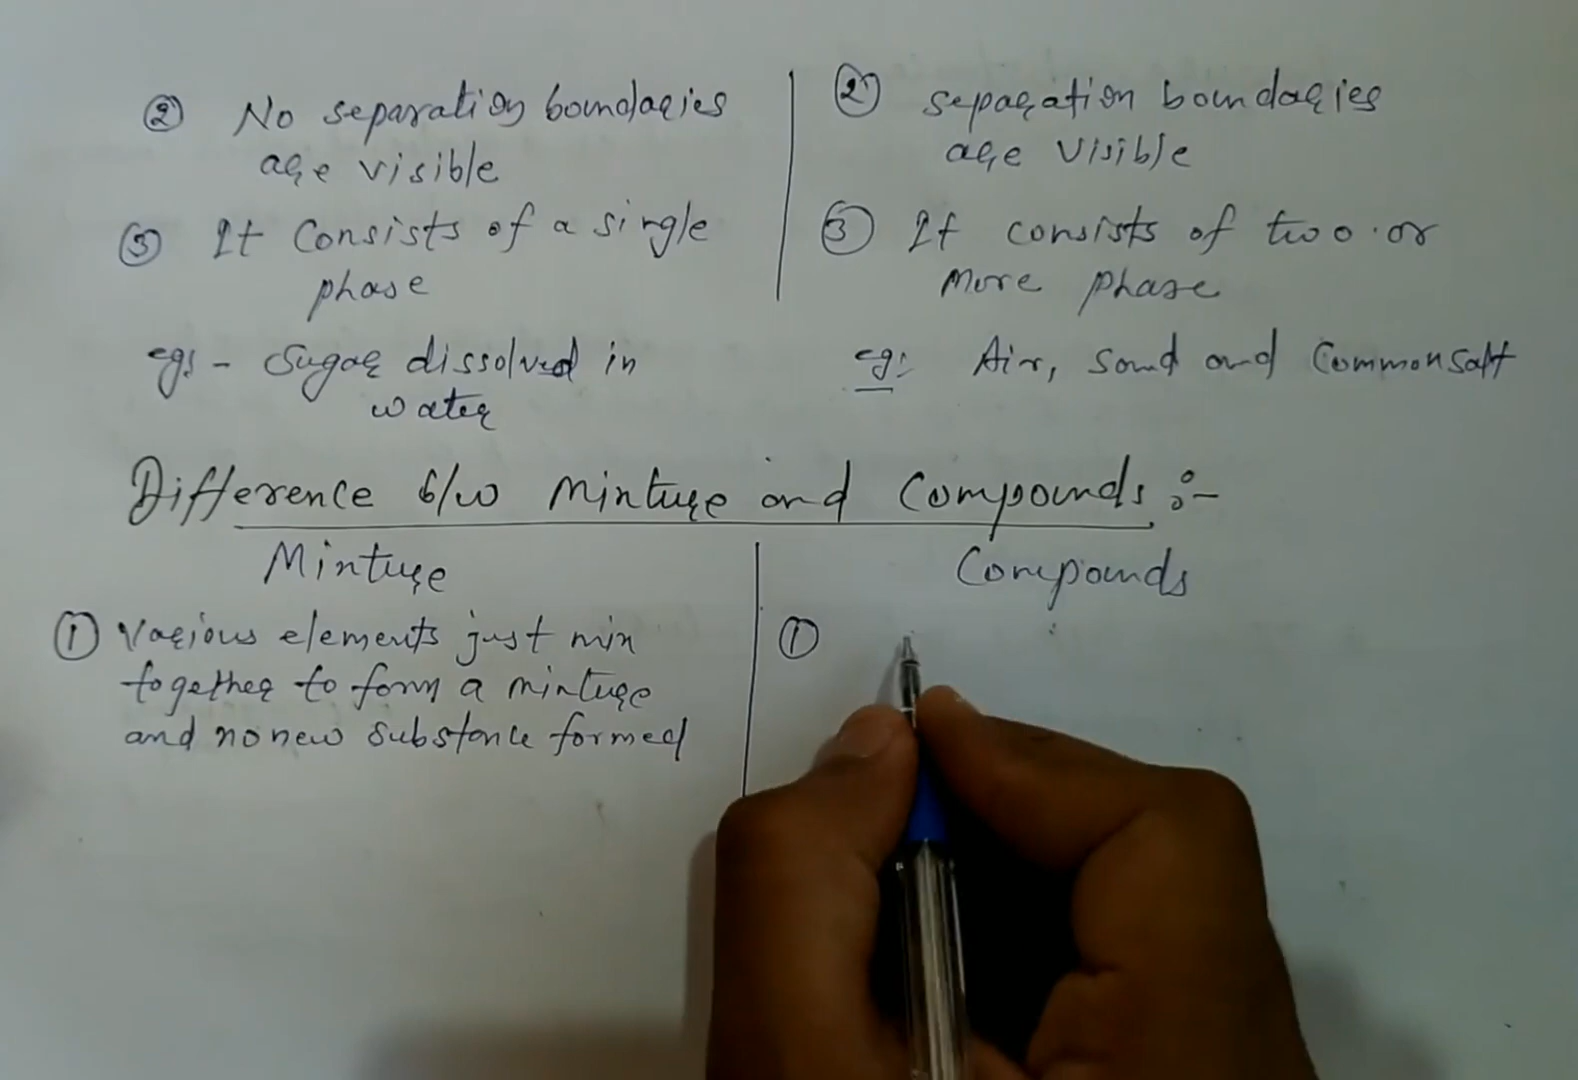 ② No separation boundaries
are visible
③ It consists of a single
phase
eg:- Sugar dissolved in
water
② separation boundaries
are visible
③ It consists of two or
more phase
eg: Air, sand and Common salt
Difference b/w Mixture and Compounds :-
Mixture
① Various elements just mix
together to form a mixture
and no new substance formed
Compounds
①